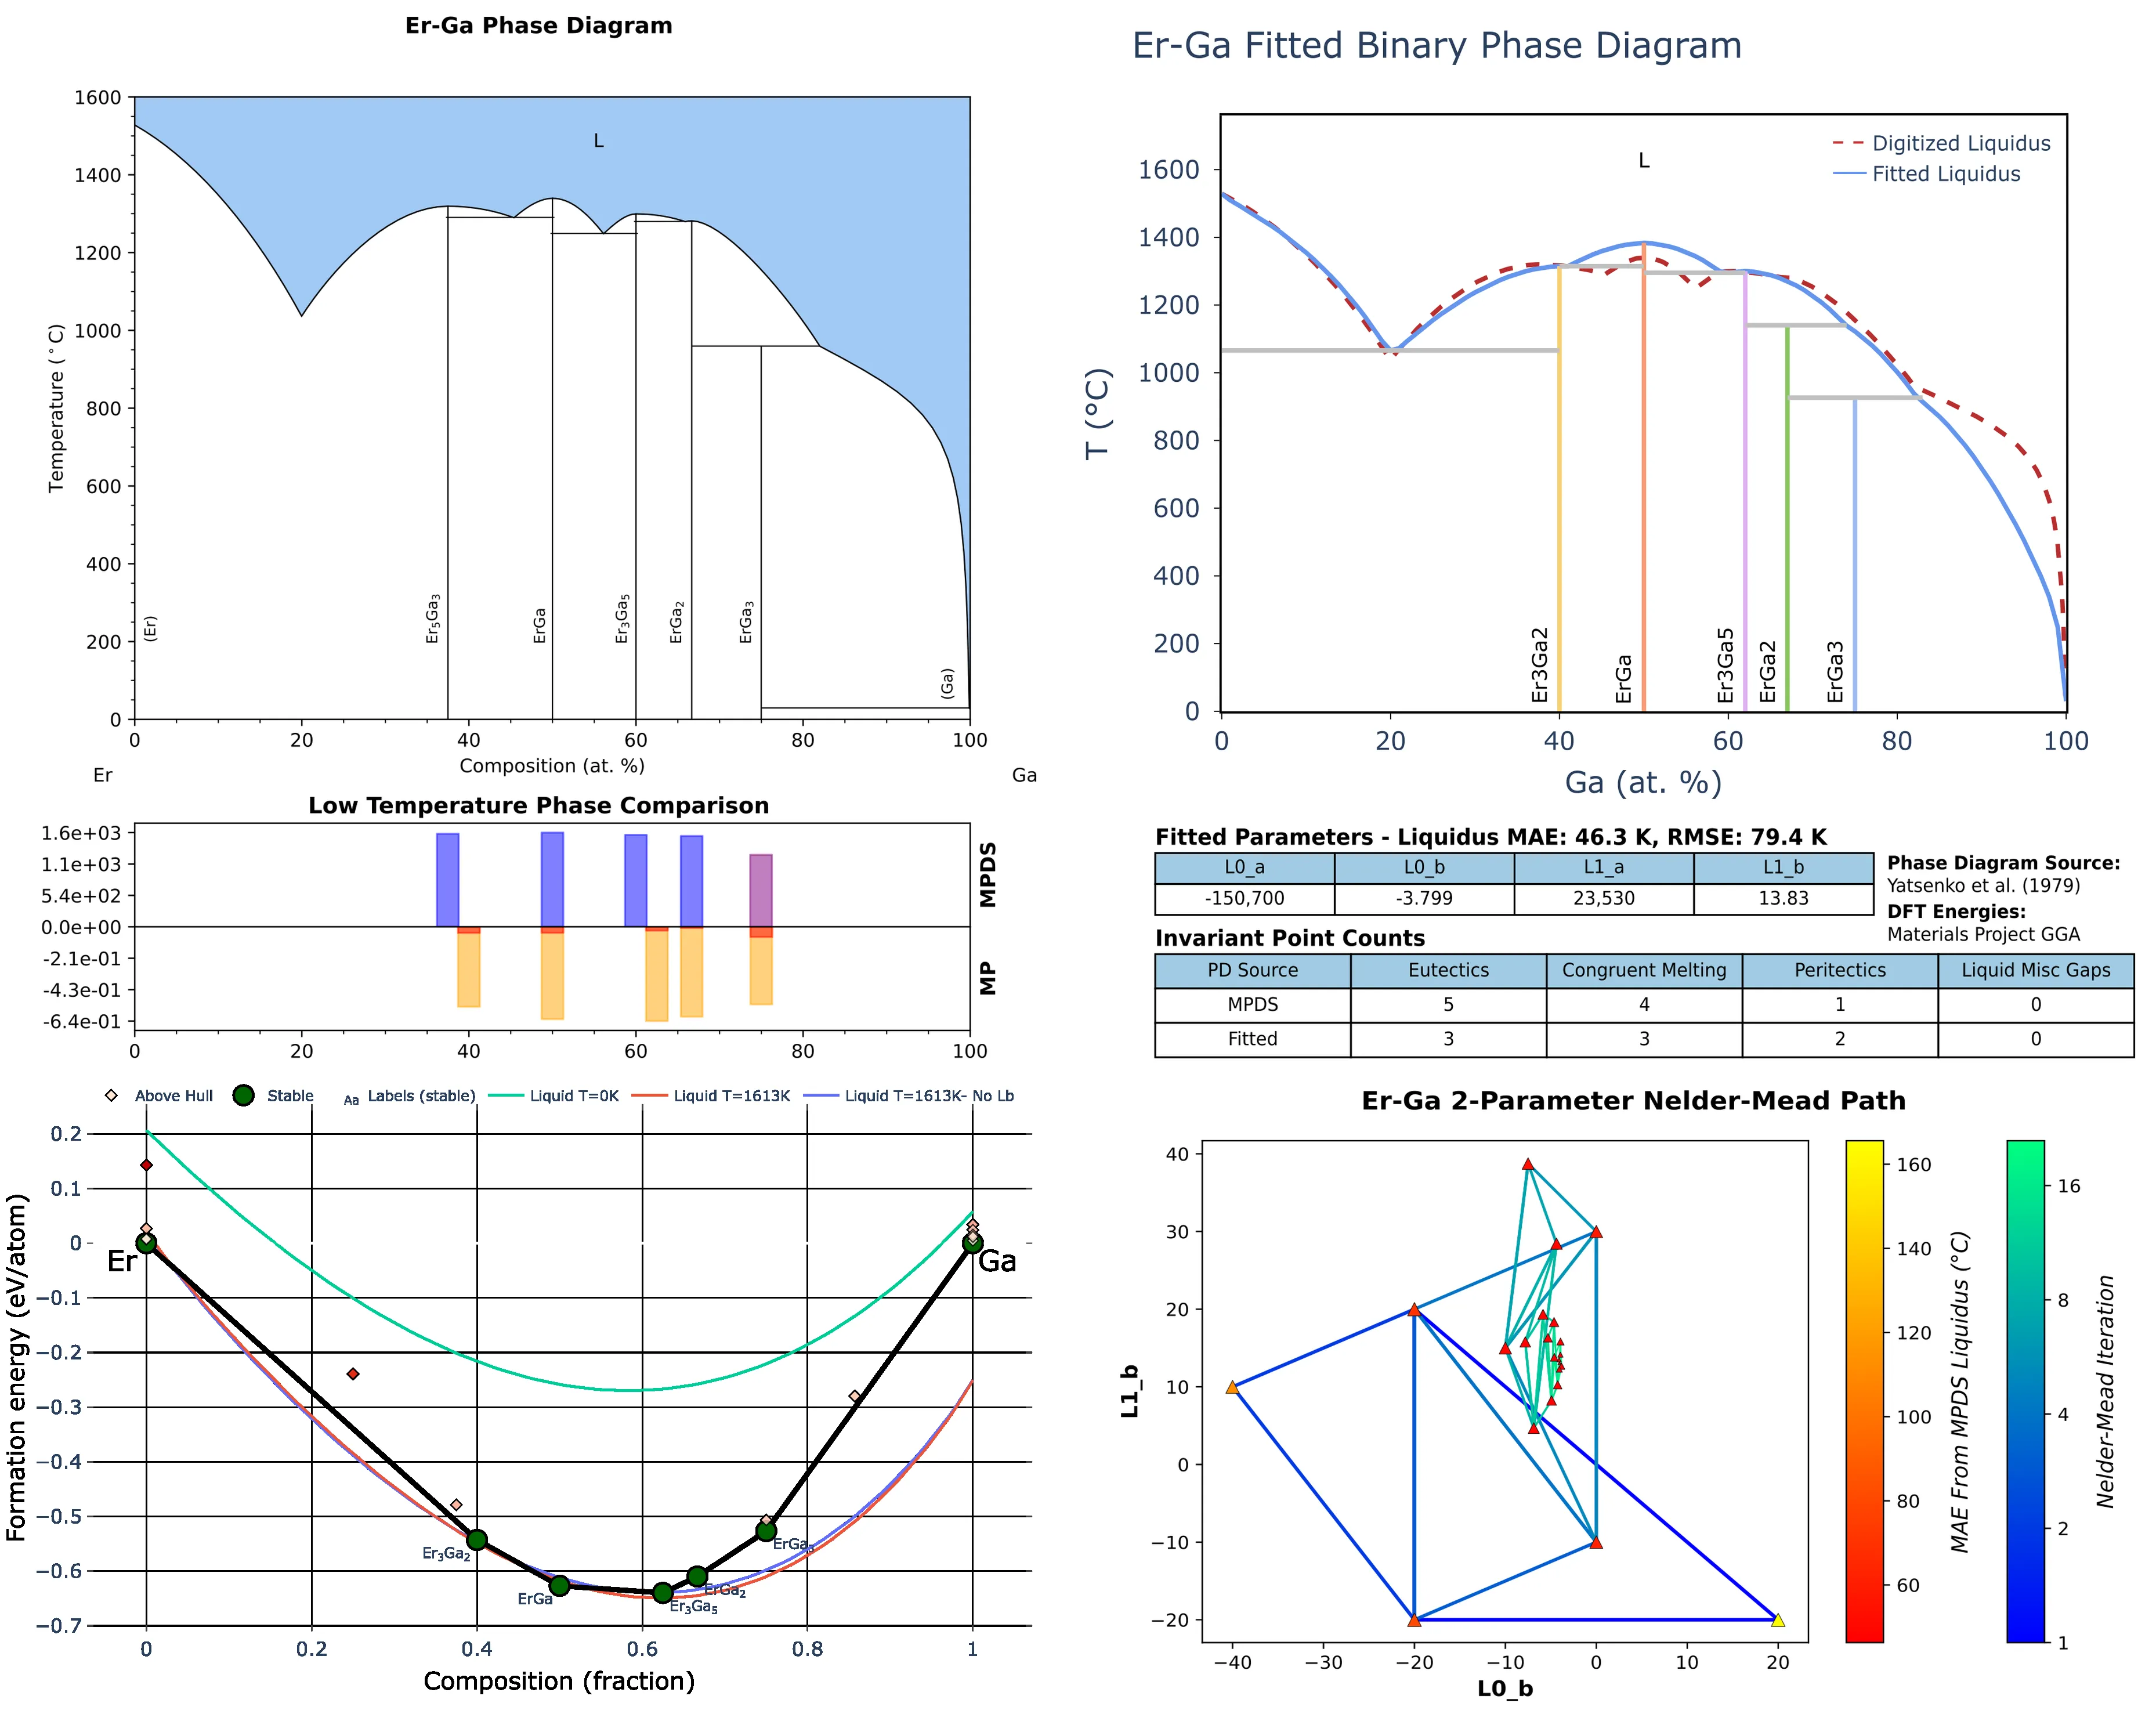 Er-Ga Phase Diagram
1600
1400
1200
1000
800
600
400
200
0
Temperature (°C)
L
(Er)
Er5Ga3
ErGa
Er3Ga5
ErGa2
ErGa3
(Ga)
0 20 40 60 80 100
Composition (at. %)
Er Ga
Er-Ga Fitted Binary Phase Diagram
Digitized Liquidus
Fitted Liquidus
L
1600
1400
1200
1000
800
600
400
200
0
T (°C)
Er3Ga2
ErGa
Er3Ga5
ErGa2
ErGa3
0 20 40 60 80 100
Ga (at. %)
Low Temperature Phase Comparison
1.6e+03
1.1e+03
5.4e+02
0.0e+00
-2.1e-01
-4.3e-01
-6.4e-01
MPDS
MP
0 20 40 60 80 100
Fitted Parameters - Liquidus MAE: 46.3 K, RMSE: 79.4 K
L0_a L0_b L1_a L1_b
-150,700 -3.799 23,530 13.83
Phase Diagram Source:
Yatsenko et al. (1979)
DFT Energies:
Materials Project GGA
Invariant Point Counts
PD Source Eutectics Congruent Melting Peritectics Liquid Misc Gaps
MPDS 5 4 1 0
Fitted 3 3 2 0
Above Hull Stable Aa Labels (stable) Liquid T=0K Liquid T=1613K Liquid T=1613K- No Lb
0.2
0.1
0
−0.1
−0.2
−0.3
−0.4
−0.5
−0.6
−0.7
Formation energy (eV/atom)
Er
Ga
Er3Ga2
ErGa
Er3Ga5
ErGa2
ErGa3
0 0.2 0.4 0.6 0.8 1
Composition (fraction)
Er-Ga 2-Parameter Nelder-Mead Path
40
30
20
10
0
−10
−20
L1_b
−40 −30 −20 −10 0 10 20
L0_b
160
140
120
100
80
60
MAE From MPDS Liquidus (°C)
16
8
4
2
1
Nelder-Mead Iteration